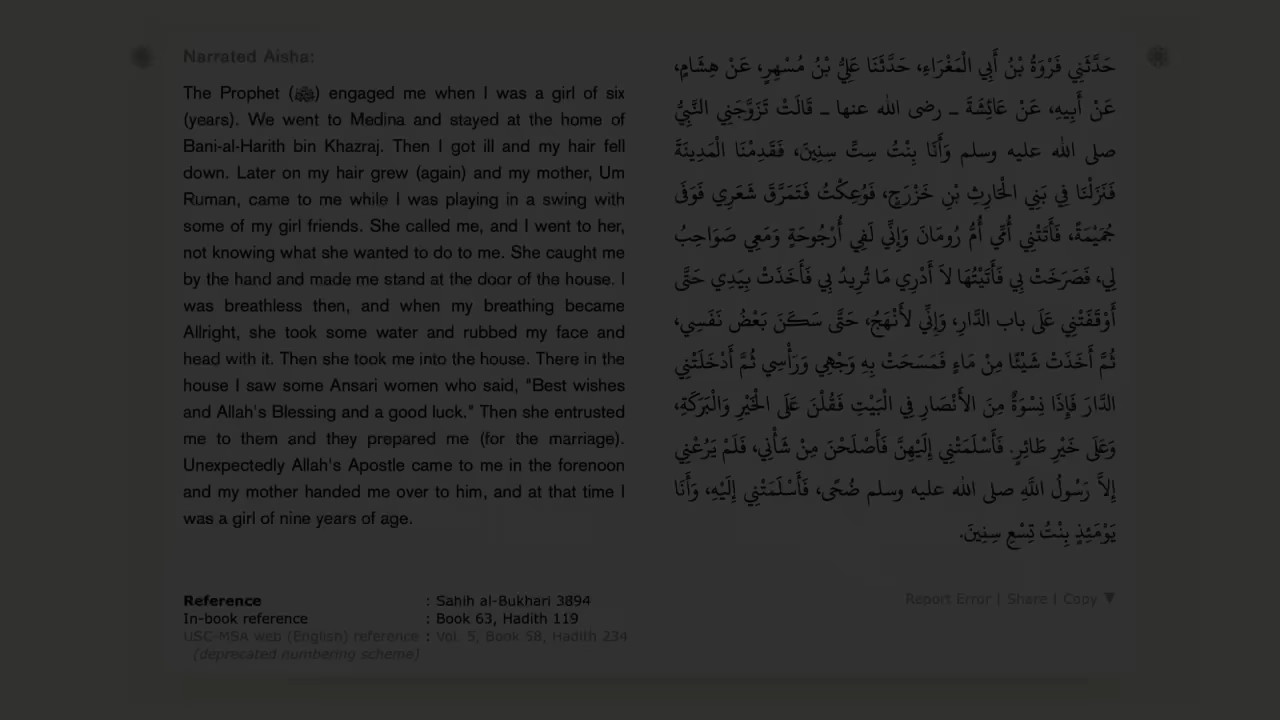 Narrated Aisha:
The Prophet (ﷺ) engaged me when I was a girl of six
(years). We went to Medina and stayed at the home of
Bani-al-Harith bin Khazraj. Then I got ill and my hair fell
down. Later on my hair grew (again) and my mother, Um
Ruman, came to me while I was playing in a swing with
some of my girl friends. She called me, and I went to her,
not knowing what she wanted to do to me. She caught me
by the hand and made me stand at the door of the house. I
was breathless then, and when my breathing became
Allright, she took some water and rubbed my face and
head with it. Then she took me into the house. There in the
house I saw some Ansari women who said, "Best wishes
and Allah's Blessing and a good luck." Then she entrusted
me to them and they prepared me (for the marriage).
Unexpectedly Allah's Apostle came to me in the forenoon
and my mother handed me over to him, and at that time I
was a girl of nine years of age.
حَدَّثَنِي فَرْوَةُ بْنُ أَبِي الْمَغْرَاءِ، حَدَّثَنَا عَلِيُّ بْنُ مُسْهِرٍ، عَنْ هِشَامٍ،
عَنْ أَبِيهِ، عَنْ عَائِشَةَ ـ رضى الله عنها ـ قَالَتْ تَزَوَّجَنِي النَّبِيُّ
صلى الله عليه وسلم وَأَنَا بِنْتُ سِتِّ سِنِينَ، فَقَدِمْنَا الْمَدِينَةَ
فَنَزَلْنَا فِي بَنِي الْحَارِثِ بْنِ خَزْرَجٍ، فَوُعِكْتُ فَتَمَرَّقَ شَعَرِي فَوَفَى
جُمَيْمَةً، فَأَتَتْنِي أُمِّي أُمُّ رُومَانَ وَإِنِّي لَفِي أُرْجُوحَةٍ وَمَعِي صَوَاحِبُ
لِي، فَصَرَخَتْ بِي فَأَتَيْتُهَا لاَ أَدْرِي مَا تُرِيدُ بِي فَأَخَذَتْ بِيَدِي حَتَّى
أَوْقَفَتْنِي عَلَى باب الدَّارِ، وَإِنِّي لأَنْهَجُ، حَتَّى سَكَنَ بَعْضُ نَفَسِي،
ثُمَّ أَخَذَتْ شَيْئًا مِنْ مَاءٍ فَمَسَحَتْ بِهِ وَجْهِي وَرَأْسِي ثُمَّ أَدْخَلَتْنِي
الدَّارَ فَإِذَا نِسْوَةٌ مِنَ الأَنْصَارِ فِي الْبَيْتِ فَقُلْنَ عَلَى الْخَيْرِ وَالْبَرَكَةِ،
وَعَلَى خَيْرِ طَائِرٍ. فَأَسْلَمَتْنِي إِلَيْهِنَّ فَأَصْلَحْنَ مِنْ شَأْنِي، فَلَمْ يَرُعْنِي
إِلاَّ رَسُولُ اللَّهِ صلى الله عليه وسلم ضُحًى، فَأَسْلَمَتْنِي إِلَيْهِ، وَأَنَا
يَوْمَئِذٍ بِنْتُ تِسْعِ سِنِينَ.
Reference : Sahih al-Bukhari 3894
In-book reference : Book 63, Hadith 119
USC-MSA web (English) reference : Vol. 5, Book 58, Hadith 234
(deprecated numbering scheme)
Report Error | Share | Copy ▼